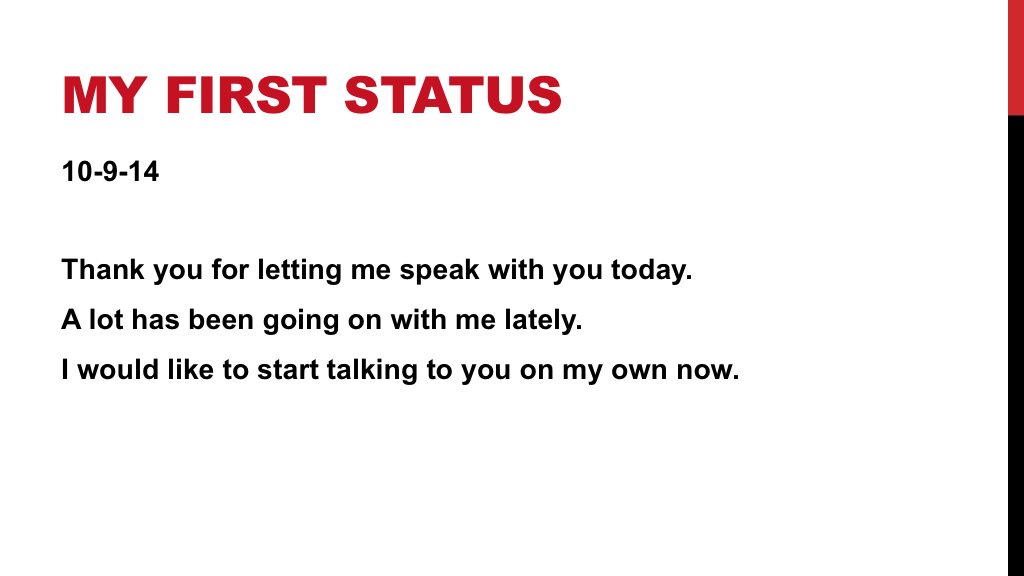 MY FIRST STATUS
10-9-14
Thank you for letting me speak with you today.
A lot has been going on with me lately.
I would like to start talking to you on my own now.